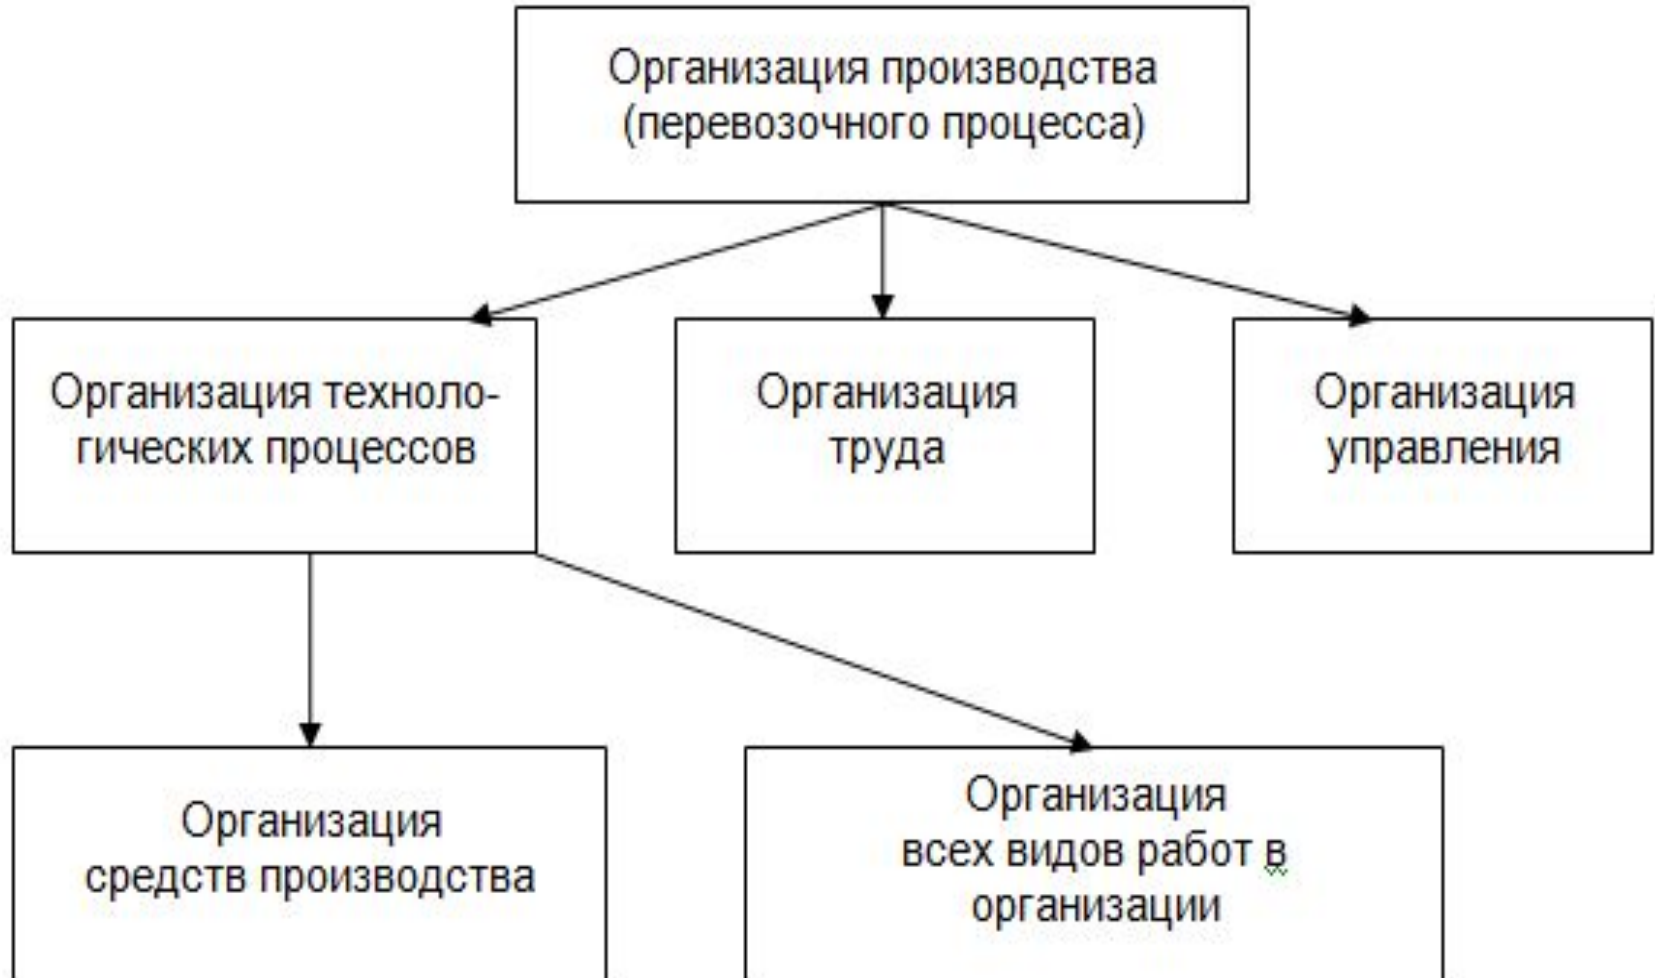 Организация производства
(перевозочного процесса)
Организация техноло-
гических процессов
Организация
труда
Организация
управления
Организация
средств производства
Организация
всех видов работ в
организации